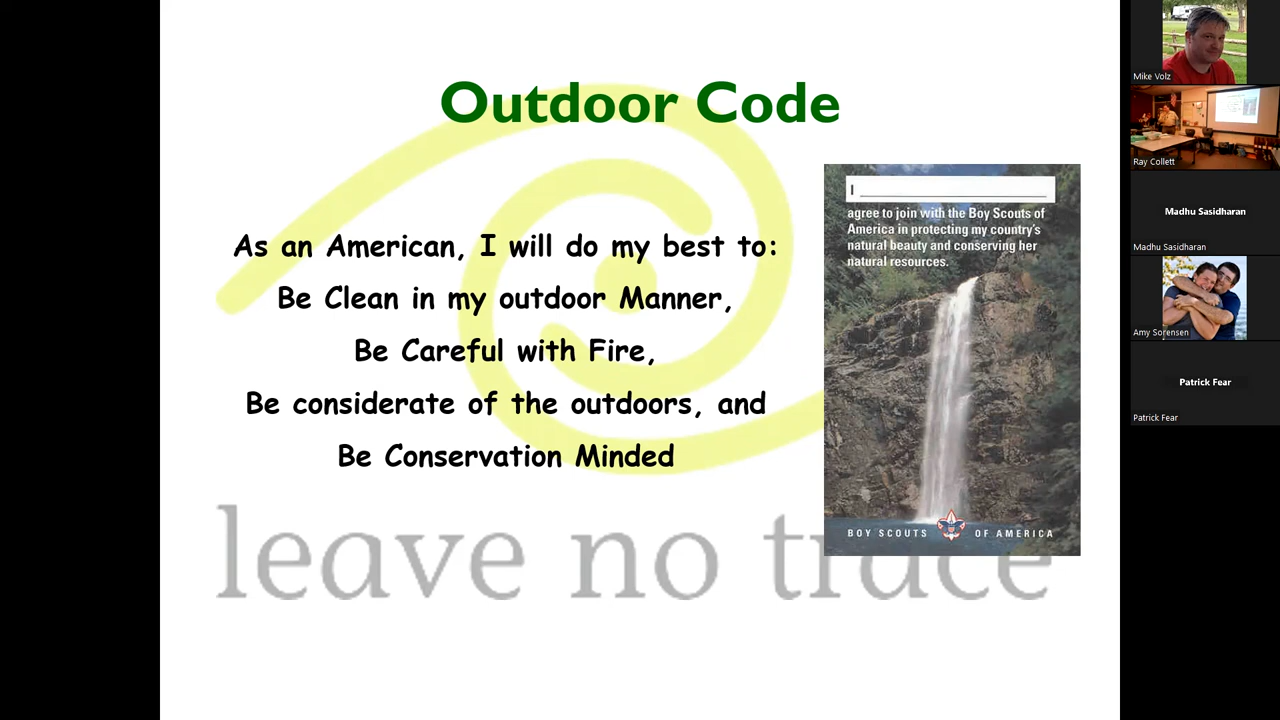 Outdoor Code
As an American, I will do my best to:
Be Clean in my outdoor Manner,
Be Careful with Fire,
Be considerate of the outdoors, and
Be Conservation Minded
leave no trace
I
agree to join with the Boy Scouts of
America in protecting my country's
natural beauty and conserving her
natural resources.
BOY SCOUTS OF AMERICA
Mike Volz
Ray Collett
Madhu Sasidharan
Madhu Sasidharan
Amy Sorensen
Patrick Fear
Patrick Fear